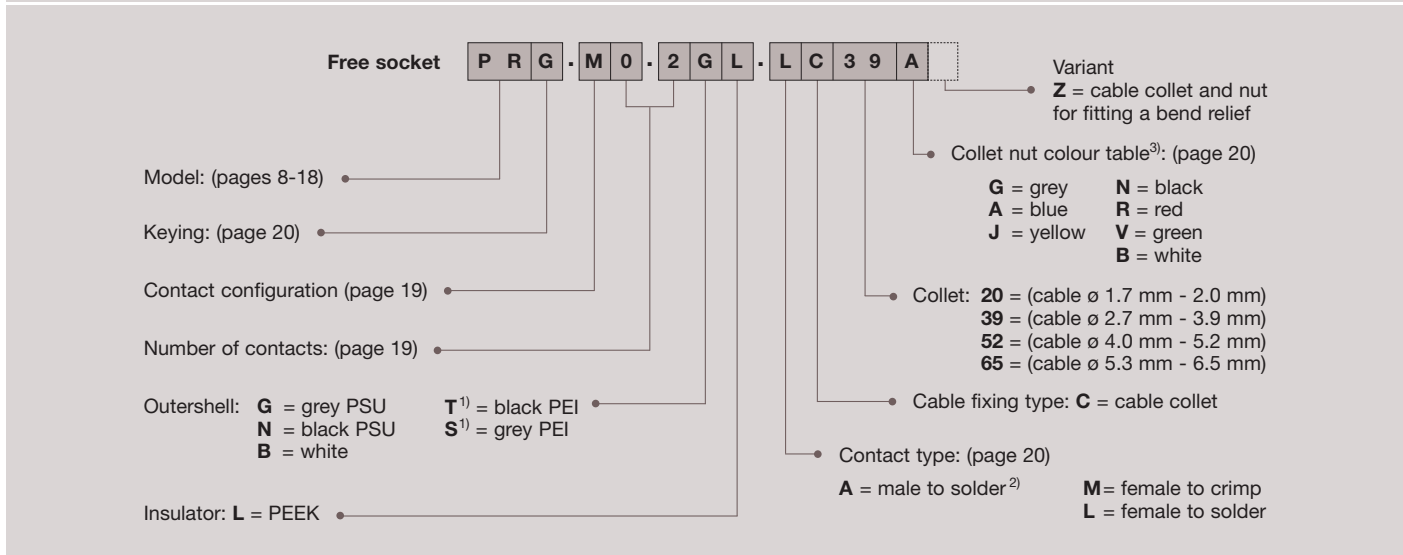 Free socket P R G . M 0 . 2 G L . L C 3 9 A
Variant
Z = cable collet and nut
for fitting a bend relief
Collet nut colour table3): (page 20)
G = grey N = black
A = blue R = red
J = yellow V = green
B = white
Model: (pages 8-18)
Keying: (page 20)
Contact configuration (page 19)
Number of contacts: (page 19)
Collet: 20 = (cable ø 1.7 mm - 2.0 mm)
39 = (cable ø 2.7 mm - 3.9 mm)
52 = (cable ø 4.0 mm - 5.2 mm)
65 = (cable ø 5.3 mm - 6.5 mm)
Outershell: G = grey PSU T1) = black PEI
N = black PSU S1) = grey PEI
B = white
Cable fixing type: C = cable collet
Contact type: (page 20)
A = male to solder2) M= female to crimp
L = female to solder
Insulator: L = PEEK